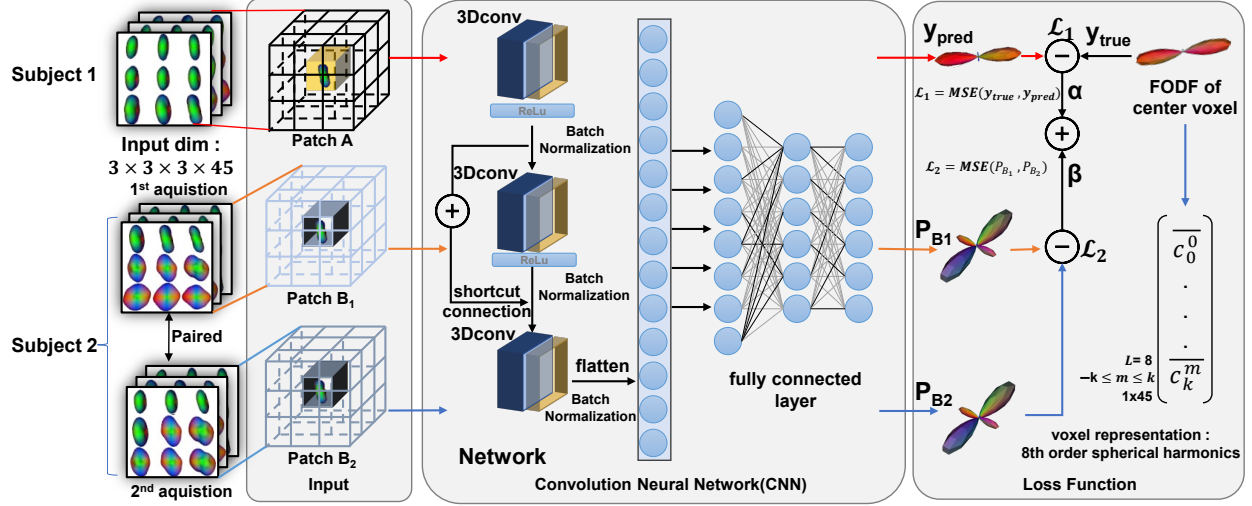 Subject 1
Input dim :
3 × 3 × 3 × 45
1st aquistion
Subject 2
Paired
2nd aquistion
Patch A
Patch B1
Patch B2
Input
3Dconv
ReLu
Batch
Normalization
3Dconv
+
ReLu
Batch
Normalization
shortcut
connection
3Dconv
flatten
Batch
Normalization
Network
fully connected
layer
Convolution Neural Network(CNN)
ypred
ℒ1
ytrue
−
ℒ1 = MSE(ytrue , ypred)
α
FODF of
center voxel
+
ℒ2 = MSE(PB1 , PB2)
β
PB1
−
ℒ2
C00
.
.
.
Ckm
L= 8
−k ≤ m ≤ k
1x45
PB2
voxel representation :
8th order spherical harmonics
Loss Function